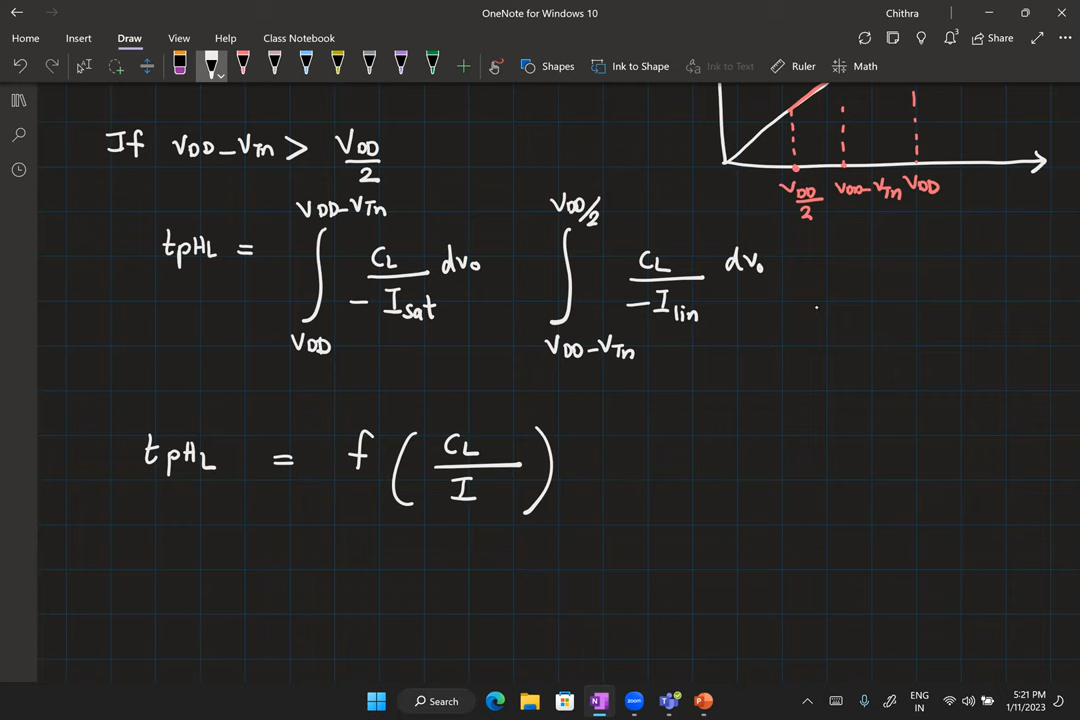 OneNote for Windows 10
Chithra
Home Insert Draw View Help Class Notebook
Share
Shapes Ink to Shape Ink to Text Ruler Math
If VDD-VTn > VDD/2
VDD/2 VDD-VTn VDD
tpHL = ∫ VDD VDD-VTn CL/-Isat dvo ∫ VDD-VTn VDD/2 CL/-Ilin dvo
tpHL = f(CL/I)
Search
ENG
IN
5:21 PM
1/11/2023
zoom